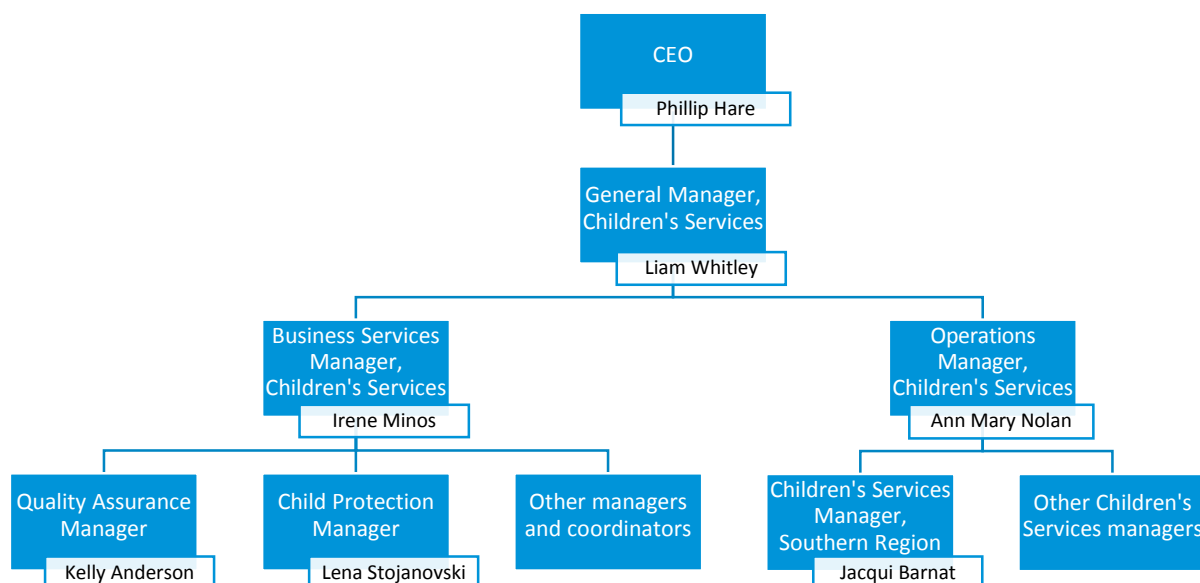 CEO
Phillip Hare
General Manager,
Children's Services
Liam Whitley
Business Services
Manager,
Children's Services
Irene Minos
Operations
Manager,
Children's Services
Ann Mary Nolan
Quality Assurance
Manager
Kelly Anderson
Child Protection
Manager
Lena Stojanovski
Other managers
and coordinators
Children's Services
Manager,
Southern Region
Jacqui Barnat
Other Children's
Services managers